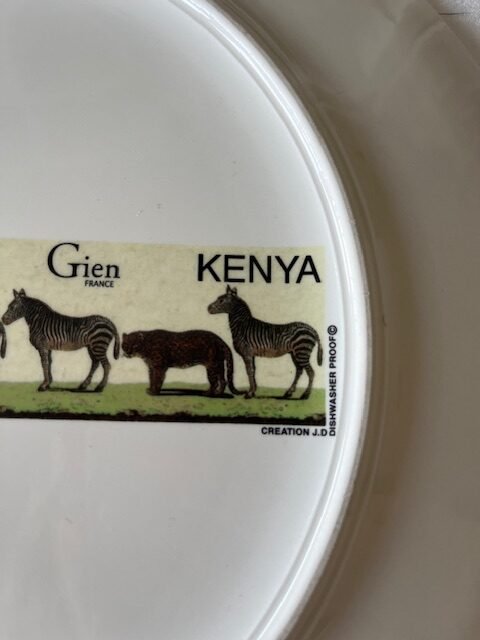 Gien
FRANCE
KENYA
DISHWASHER PROOF©
CREATION J.D